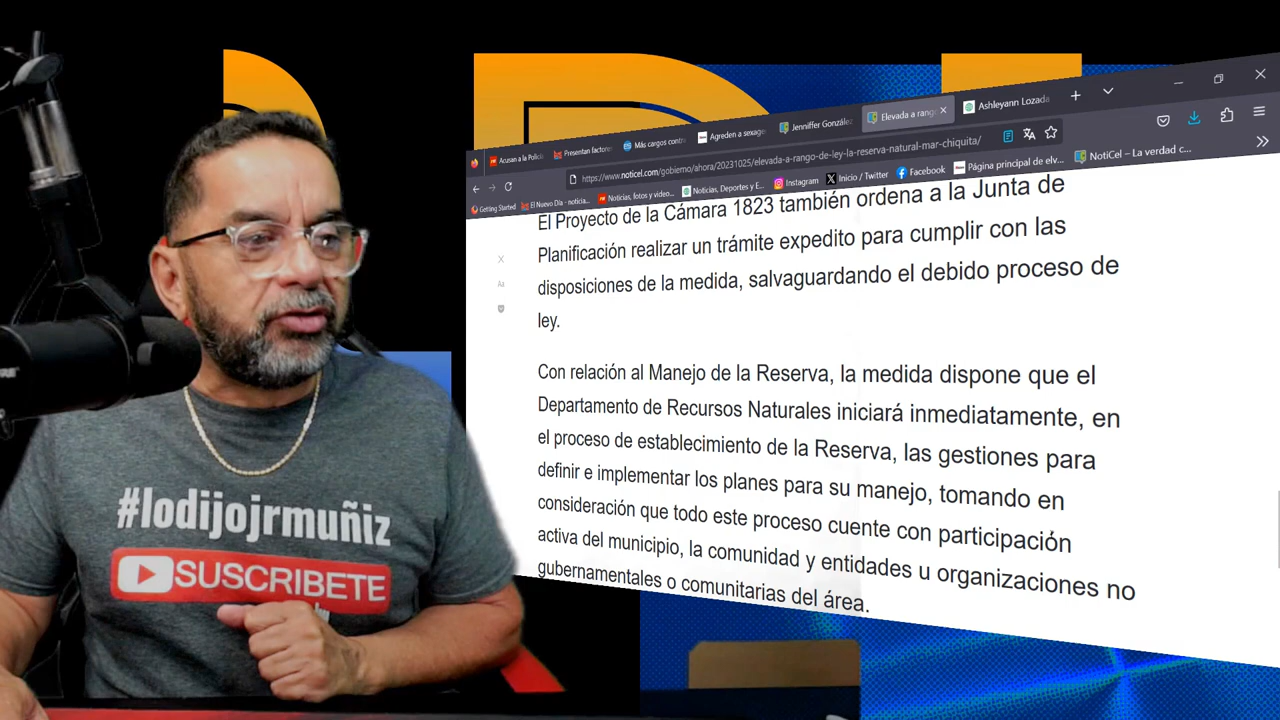 Acusan a la Policí
Presentan factores
Más cargos contr
Agreden a sexage
Jenniffer González
Elevada a rang
Ashleyann Lozada
https://www.noticel.com/gobierno/ahora/20231025/elevada-a-rango-de-ley-la-reserva-natural-mar-chiquita/
Getting Started
El Nuevo Día - noticia...
Noticias, fotos y video...
Noticias, Deportes y E...
Instagram
Inicio / Twitter
Facebook
Página principal de elv...
NotiCel – La verdad c...
El Proyecto de la Cámara 1823 también ordena a la Junta de
Planificación realizar un trámite expedito para cumplir con las
disposiciones de la medida, salvaguardando el debido proceso de
ley.
Con relación al Manejo de la Reserva, la medida dispone que el
Departamento de Recursos Naturales iniciará inmediatamente, en
el proceso de establecimiento de la Reserva, las gestiones para
definir e implementar los planes para su manejo, tomando en
consideración que todo este proceso cuente con participación
activa del municipio, la comunidad y entidades u organizaciones no
gubernamentales o comunitarias del área.
#lodijojrmuñiz
SUSCRIBETE